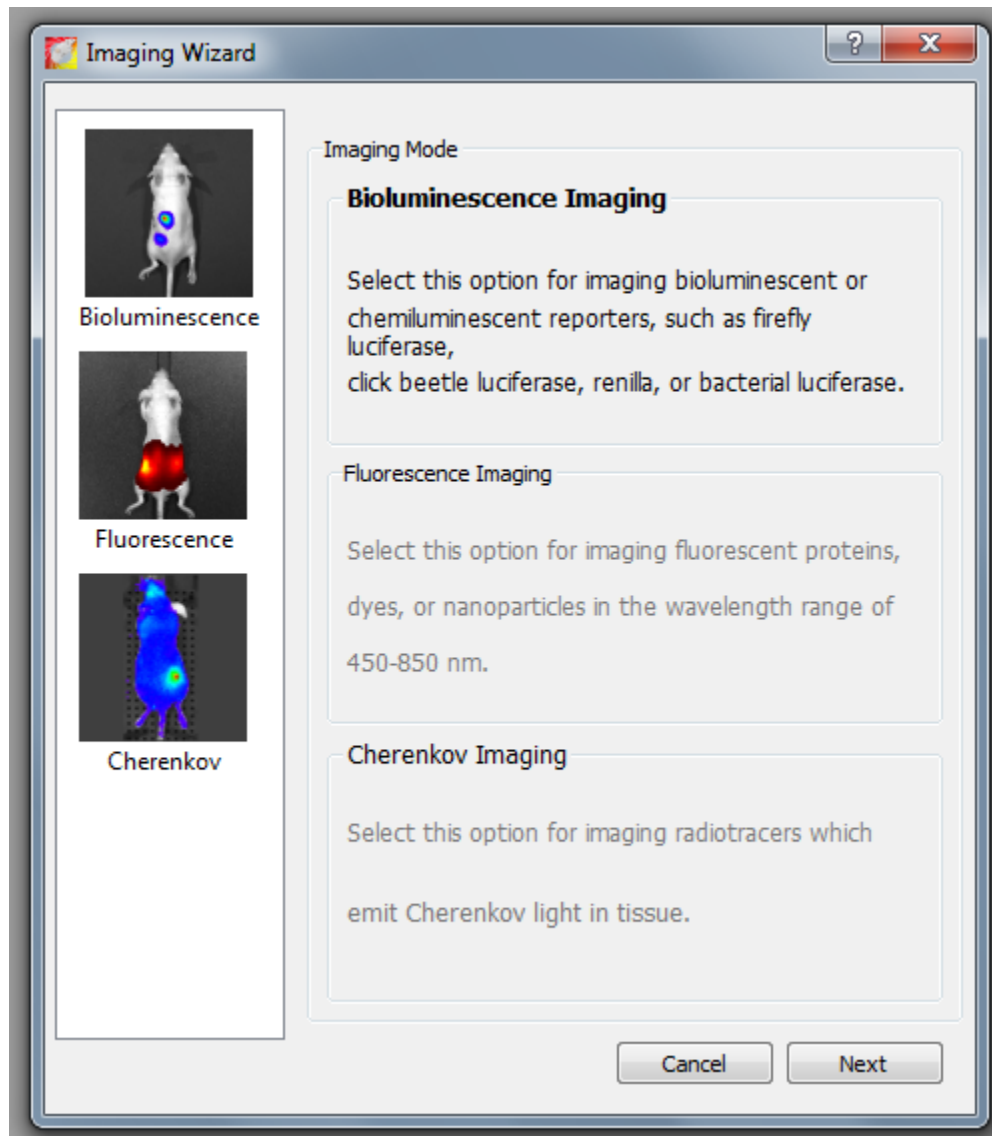 Imaging Wizard
?
X
Bioluminescence
Fluorescence
Cherenkov
Imaging Mode
Bioluminescence Imaging
Select this option for imaging bioluminescent or
chemiluminescent reporters, such as firefly
luciferase,
click beetle luciferase, renilla, or bacterial luciferase.
Fluorescence Imaging
Select this option for imaging fluorescent proteins,
dyes, or nanoparticles in the wavelength range of
450-850 nm.
Cherenkov Imaging
Select this option for imaging radiotracers which
emit Cherenkov light in tissue.
Cancel
Next